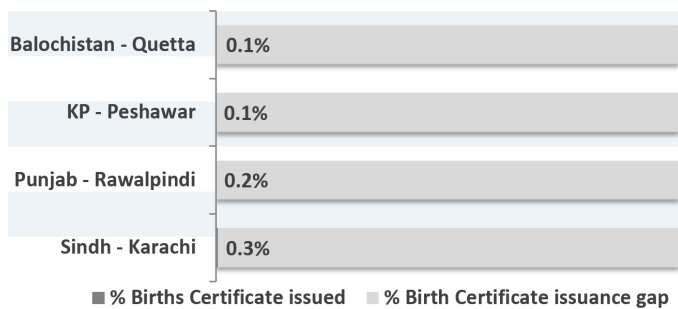 Balochistan - Quetta 0.1%
KP - Peshawar 0.1%
Punjab - Rawalpindi 0.2%
Sindh - Karachi 0.3%
% Births Certificate issued % Birth Certificate issuance gap